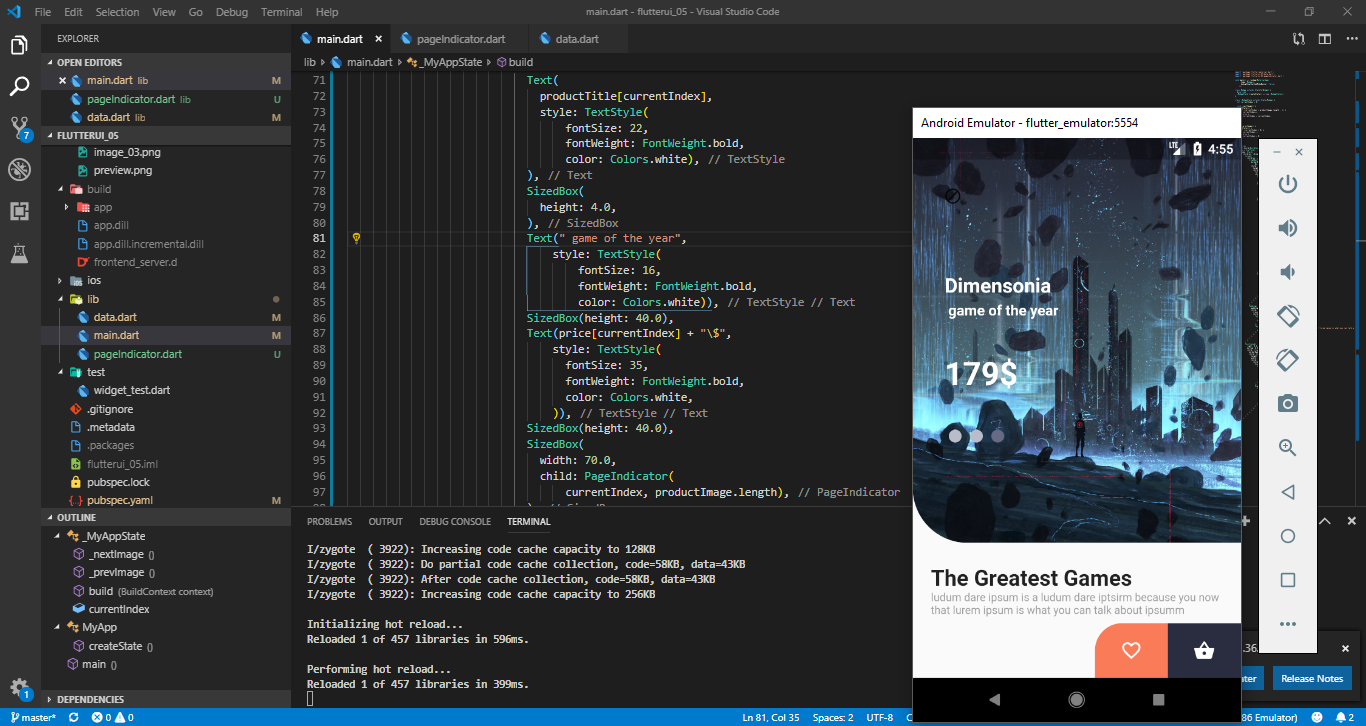 File Edit Selection View Go Debug Terminal Help
main.dart - flutterui_05 - Visual Studio Code
EXPLORER
OPEN EDITORS
main.dart lib M
pageIndicator.dart lib U
data.dart lib M
FLUTTERUI_05
image_03.png
preview.png
build
app
app.dill
app.dill.incremental.dill
frontend_server.d
ios
lib
data.dart M
main.dart M
pageIndicator.dart U
test
widget_test.dart
.gitignore
.metadata
.packages
flutterui_05.iml
pubspec.lock
pubspec.yaml M
OUTLINE
_MyAppState
_nextImage ()
_prevImage ()
build (BuildContext context)
currentIndex
MyApp
createState ()
main ()
DEPENDENCIES
7
1
main.dart
pageIndicator.dart
data.dart
lib main.dart _MyAppState build
71 Text(
72 productTitle[currentIndex],
73 style: TextStyle(
74 fontSize: 22,
75 fontWeight: FontWeight.bold,
76 color: Colors.white), // TextStyle
77 ), // Text
78 SizedBox(
79 height: 4.0,
80 ), // SizedBox
81 Text(" game of the year",
82 style: TextStyle(
83 fontSize: 16,
84 fontWeight: FontWeight.bold,
85 color: Colors.white)), // TextStyle // Text
86 SizedBox(height: 40.0),
87 Text(price[currentIndex] + "\$",
88 style: TextStyle(
89 fontSize: 35,
90 fontWeight: FontWeight.bold,
91 color: Colors.white,
92 )), // TextStyle // Text
93 SizedBox(height: 40.0),
94 SizedBox(
95 width: 70.0,
96 child: PageIndicator(
97 currentIndex, productImage.length), // PageIndicator
PROBLEMS OUTPUT DEBUG CONSOLE TERMINAL
I/zygote ( 3922): Increasing code cache capacity to 128KB
I/zygote ( 3922): Do partial code cache collection, code=58KB, data=43KB
I/zygote ( 3922): After code cache collection, code=58KB, data=43KB
I/zygote ( 3922): Increasing code cache capacity to 256KB
Initializing hot reload...
Reloaded 1 of 457 libraries in 596ms.
Performing hot reload...
Reloaded 1 of 457 libraries in 399ms.
Android Emulator - flutter_emulator:5554
LTE 4:55
Dimensonia
game of the year
179$
The Greatest Games
ludum dare ipsum is a ludum dare iptsirm because you now
that lurem ipsum is what you can talk about ipsumm
.36.
ter
Release Notes
master* 0 0
Ln 81, Col 35 Spaces: 2 UTF-8 C
86 Emulator) 2